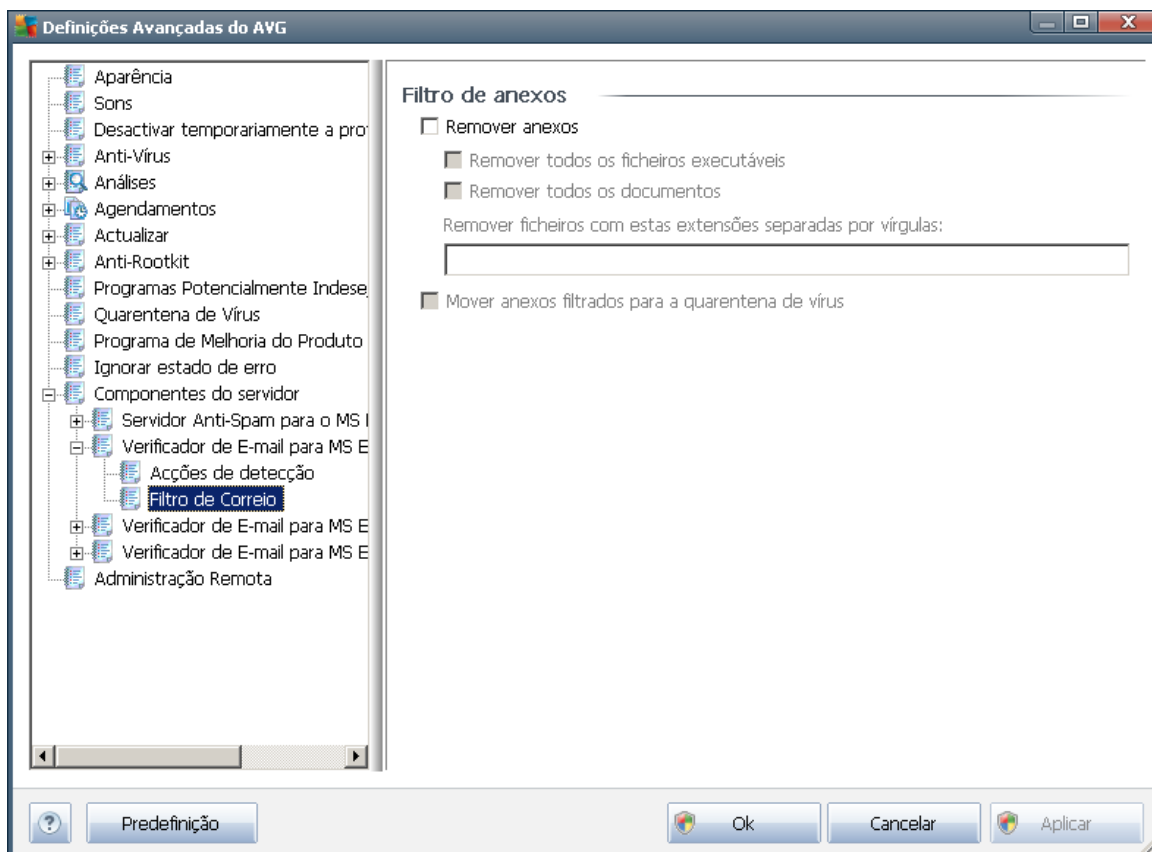 Definições Avançadas do AVG
Aparência
Sons
Desactivar temporariamente a pro
Anti-Vírus
Análises
Agendamentos
Actualizar
Anti-Rootkit
Programas Potencialmente Indese
Quarentena de Vírus
Programa de Melhoria do Produto
Ignorar estado de erro
Componentes do servidor
Servidor Anti-Spam para o MS
Verificador de E-mail para MS E
Acções de detecção
Filtro de Correio
Verificador de E-mail para MS E
Verificador de E-mail para MS E
Administração Remota
Filtro de anexos
Remover anexos
Remover todos os ficheiros executáveis
Remover todos os documentos
Remover ficheiros com estas extensões separadas por vírgulas:
Mover anexos filtrados para a quarentena de vírus
?
Predefinição
Ok
Cancelar
Aplicar